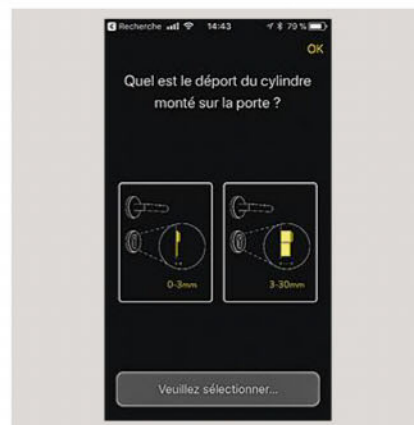 Recherche 14:43 79 %
OK
Quel est le déport du cylindre
monté sur la porte ?
0-3mm 3-30mm
Veuillez sélectionner...